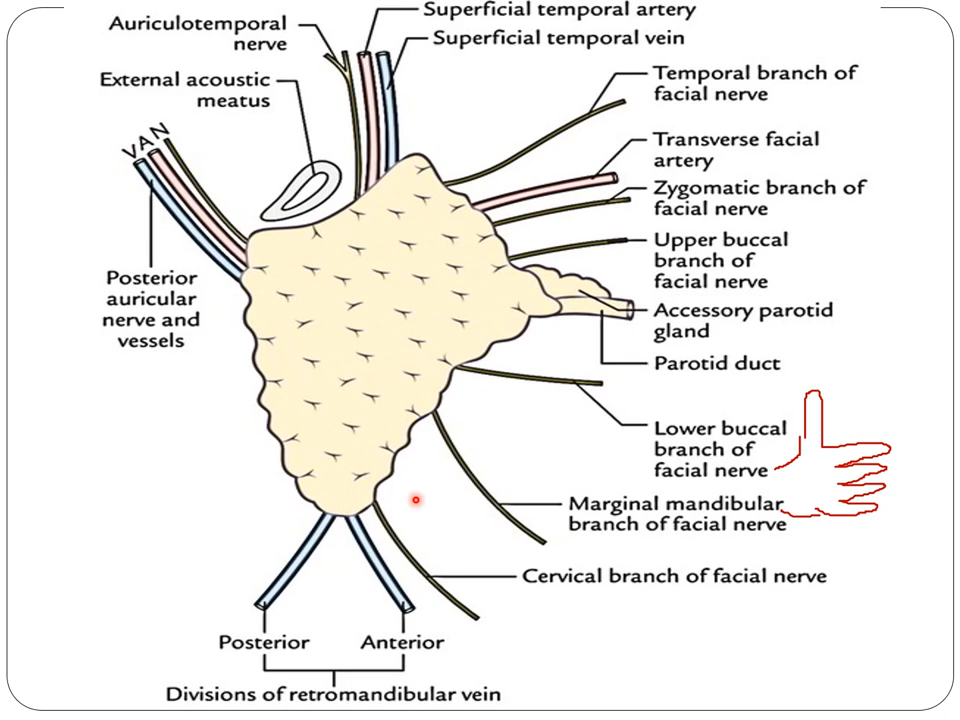 Superficial temporal artery
Auriculotemporal
nerve
Superficial temporal vein
External acoustic
meatus
Temporal branch of
facial nerve
VAN
Transverse facial
artery
Zygomatic branch of
facial nerve
Upper buccal
branch of
facial nerve
Posterior
auricular
nerve and
vessels
Accessory parotid
gland
Parotid duct
Lower buccal
branch of
facial nerve
Marginal mandibular
branch of facial nerve
Cervical branch of facial nerve
Posterior
Anterior
Divisions of retromandibular vein